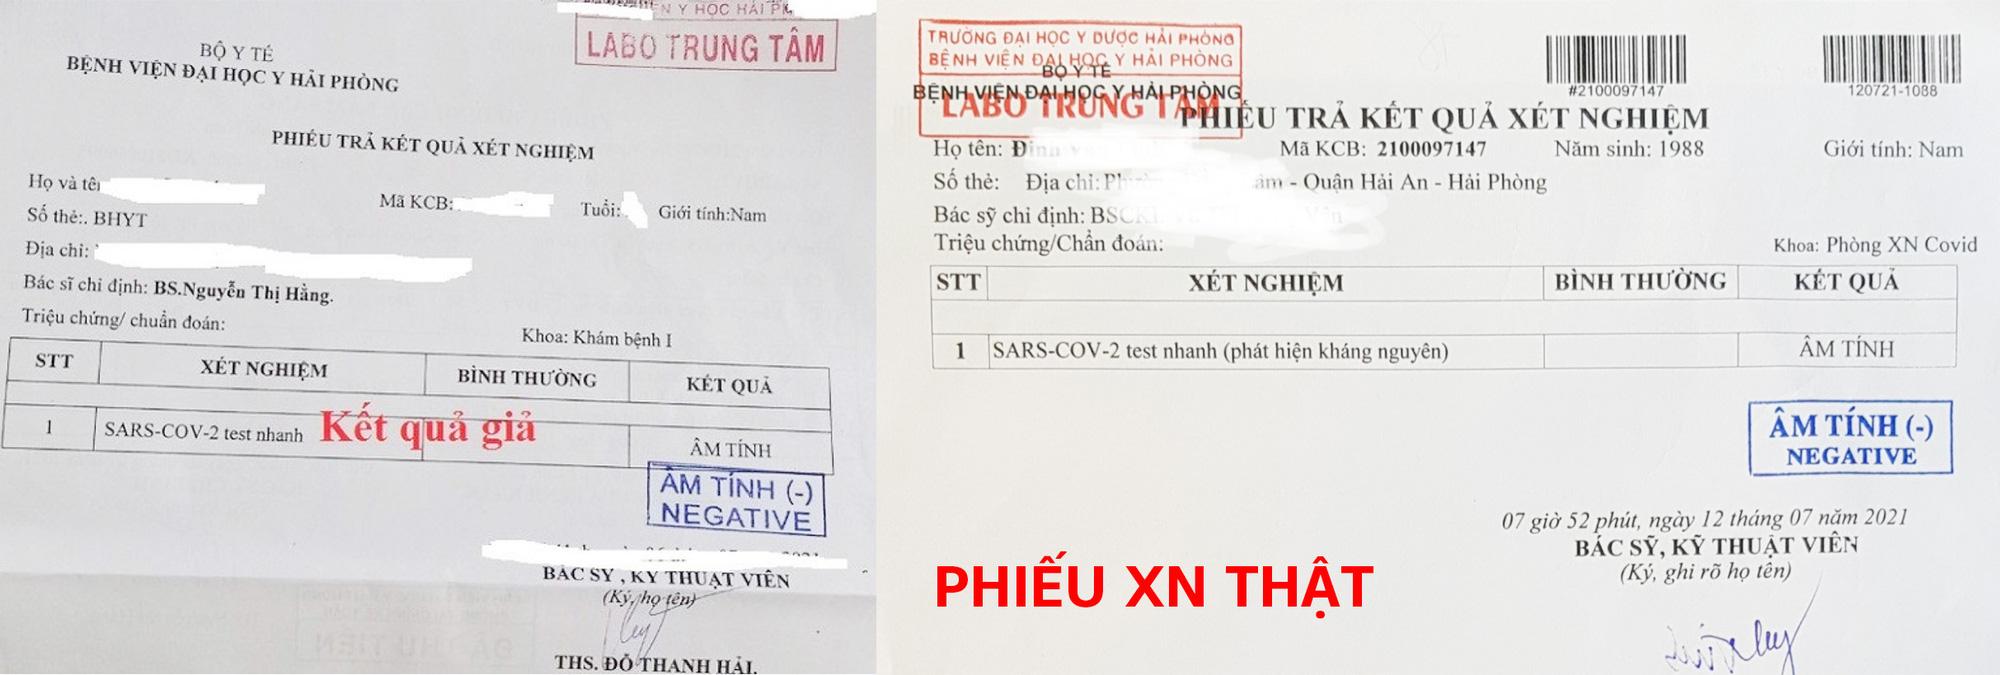 BỘ Y TẾ
BỆNH VIỆN ĐẠI HỌC Y HẢI PHÒNG
Y HỌC HẢI
LABO TRUNG TÂM
PHIẾU TRẢ KẾT QUẢ XÉT NGHIỆM
Họ và tên
Mã KCB: Tuổi: Giới tính:Nam
Số thẻ:. BHYT
Địa chỉ:
Bác sĩ chỉ định: BS.Nguyễn Thị Hằng.
Triệu chứng/ chuẩn đoán:
Khoa: Khám bệnh I
STT XÉT NGHIỆM BÌNH THƯỜNG KẾT QUẢ
1 SARS-COV-2 test nhanh ÂM TÍNH
Kết quả giả
ÂM TÍNH (-)
NEGATIVE
BÁC SỸ , KỸ THUẬT VIÊN
(Ký, họ tên)
THS. ĐỖ THANH HẢI.
TRƯỜNG ĐẠI HỌC Y DƯỢC HẢI PHÒNG
BỆNH VIỆN ĐẠI HỌC Y HẢI PHÒNG
LABO TRUNG TÂM
BỘ Y TẾ
BỆNH VIỆN ĐẠI HỌC Y HẢI PHÒNG
#2100097147
120721-1088
PHIẾU TRẢ KẾT QUẢ XÉT NGHIỆM
Họ tên: Đinh Mã KCB: 2100097147 Năm sinh: 1988 Giới tính: Nam
Số thẻ: Địa chỉ: - Quận Hải An - Hải Phòng
Bác sỹ chỉ định:
Triệu chứng/Chẩn đoán:
Khoa: Phòng XN Covid
STT XÉT NGHIỆM BÌNH THƯỜNG KẾT QUẢ
1 SARS-COV-2 test nhanh (phát hiện kháng nguyên) ÂM TÍNH
ÂM TÍNH (-)
NEGATIVE
07 giờ 52 phút, ngày 12 tháng 07 năm 2021
BÁC SỸ, KỸ THUẬT VIÊN
(Ký, ghi rõ họ tên)
PHIẾU XN THẬT